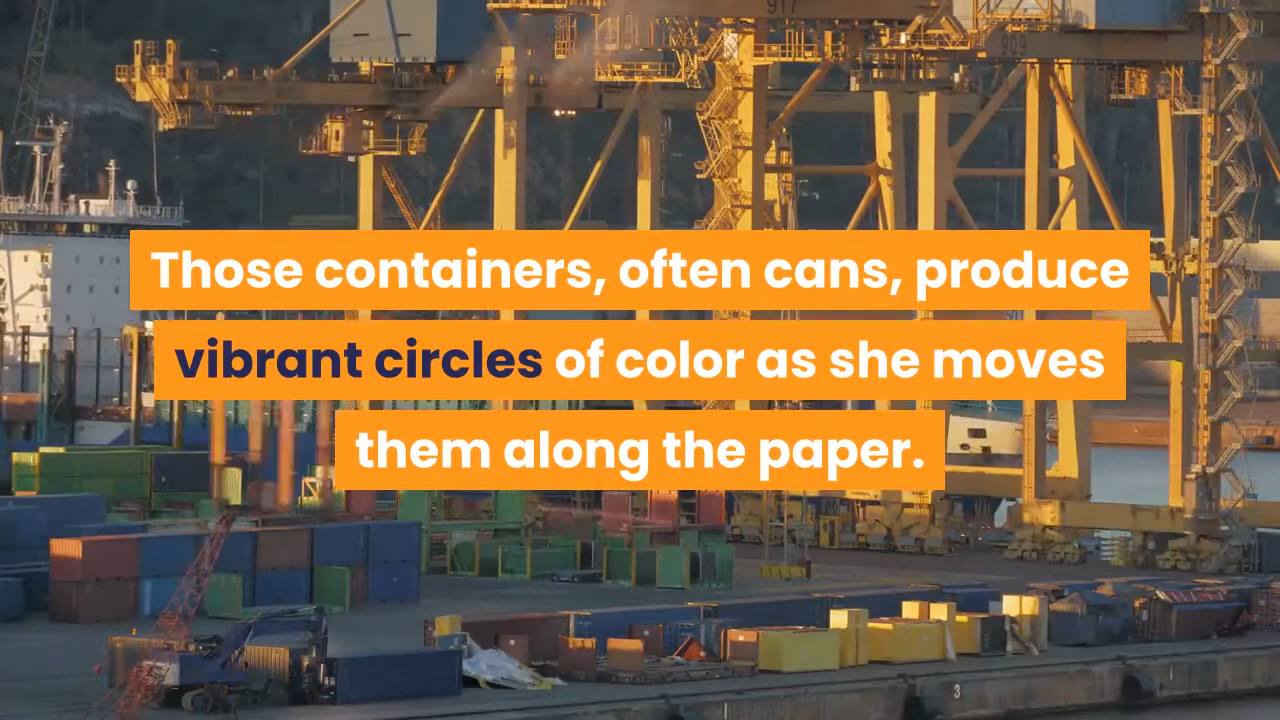 917
909
Those containers, often cans, produce
vibrant circles of color as she moves
them along the paper.
3